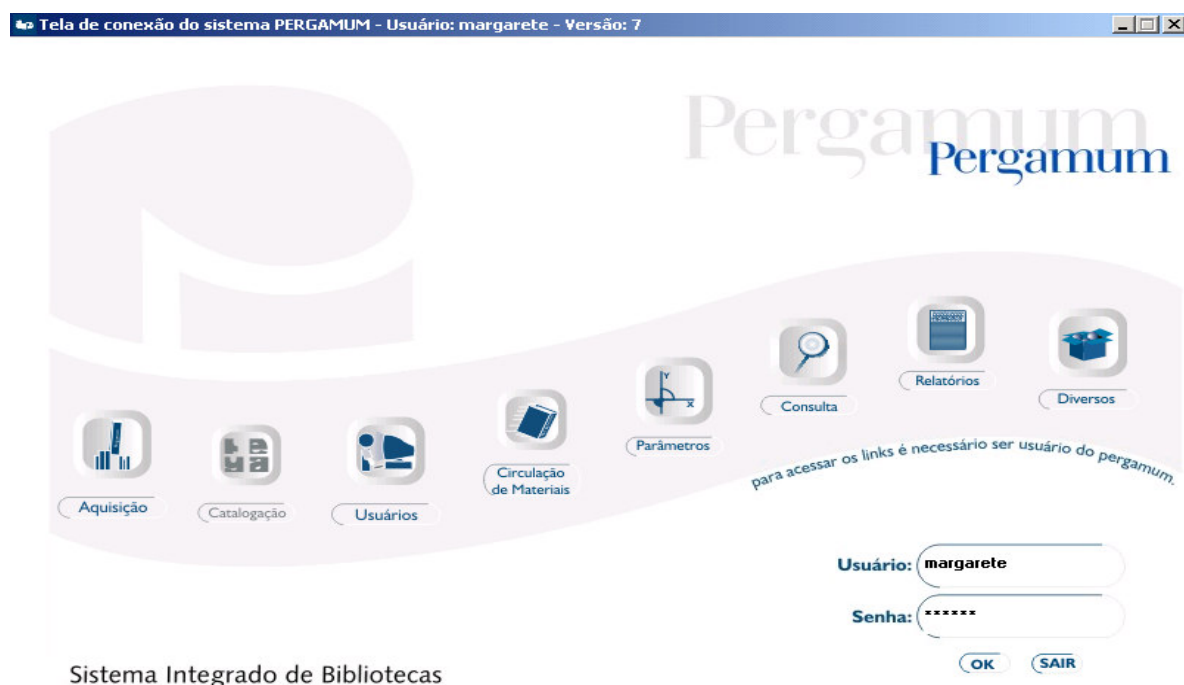 Tela de conexão do sistema PERGAMUM - Usuário: margarete - Versão: 7
Pergamum
Pergamum
Relatórios
Diversos
Consulta
Y
X
Parâmetros
Circulação
de Materiais
Aquisição
Catalogação
Usuários
para acessar os links é necessário ser usuário do pergamum.
Usuário: margarete
Senha: ******
OK SAIR
Sistema Integrado de Bibliotecas